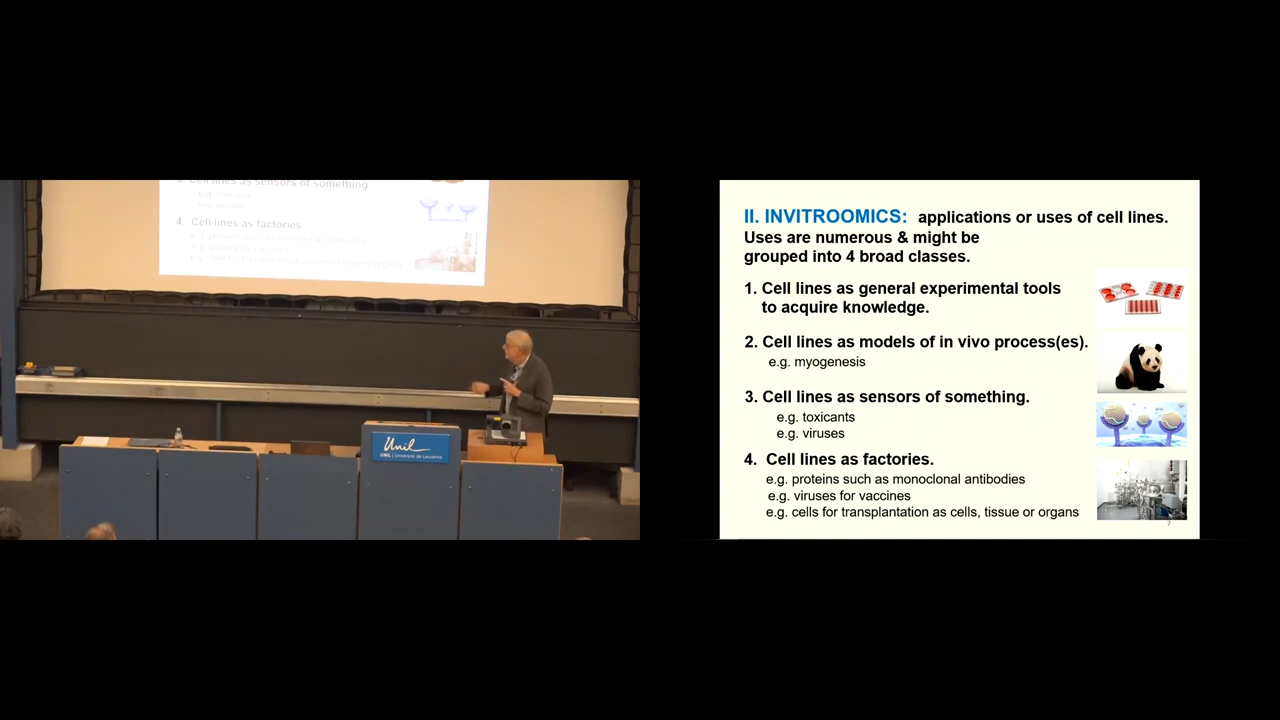 3. Cell lines as sensors of something.
e.g. toxicants
e.g. viruses
4. Cell lines as factories.
Unil
UNIL | Université de Lausanne
II. INVITROOMICS: applications or uses of cell lines.
Uses are numerous & might be
grouped into 4 broad classes.
1. Cell lines as general experimental tools
to acquire knowledge.
2. Cell lines as models of in vivo process(es).
e.g. myogenesis
3. Cell lines as sensors of something.
e.g. toxicants
e.g. viruses
4. Cell lines as factories.
e.g. proteins such as monoclonal antibodies
e.g. viruses for vaccines
e.g. cells for transplantation as cells, tissue or organs
7